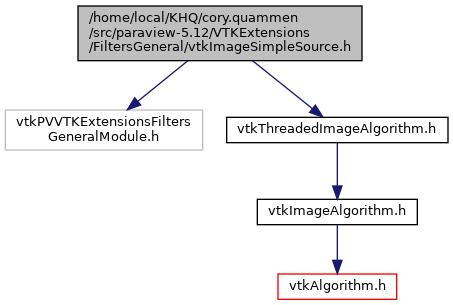 /home/local/KHQ/cory.quammen
/src/paraview-5.12/VTKExtensions
/FiltersGeneral/vtkImageSimpleSource.h
vtkPVVTKExtensionsFilters
GeneralModule.h
vtkThreadedImageAlgorithm.h
vtkImageAlgorithm.h
vtkAlgorithm.h